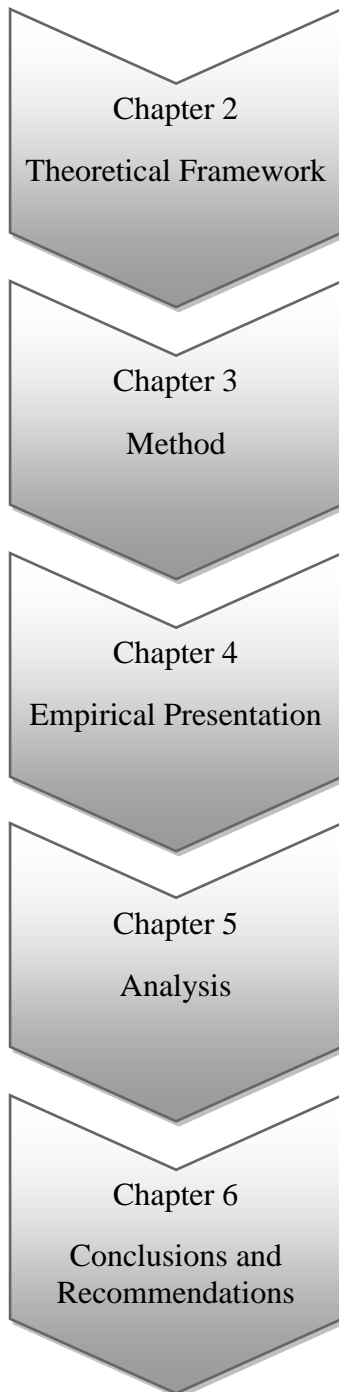 Chapter 2
Theoretical Framework
Chapter 3
Method
Chapter 4
Empirical Presentation
Chapter 5
Analysis
Chapter 6
Conclusions and
Recommendations